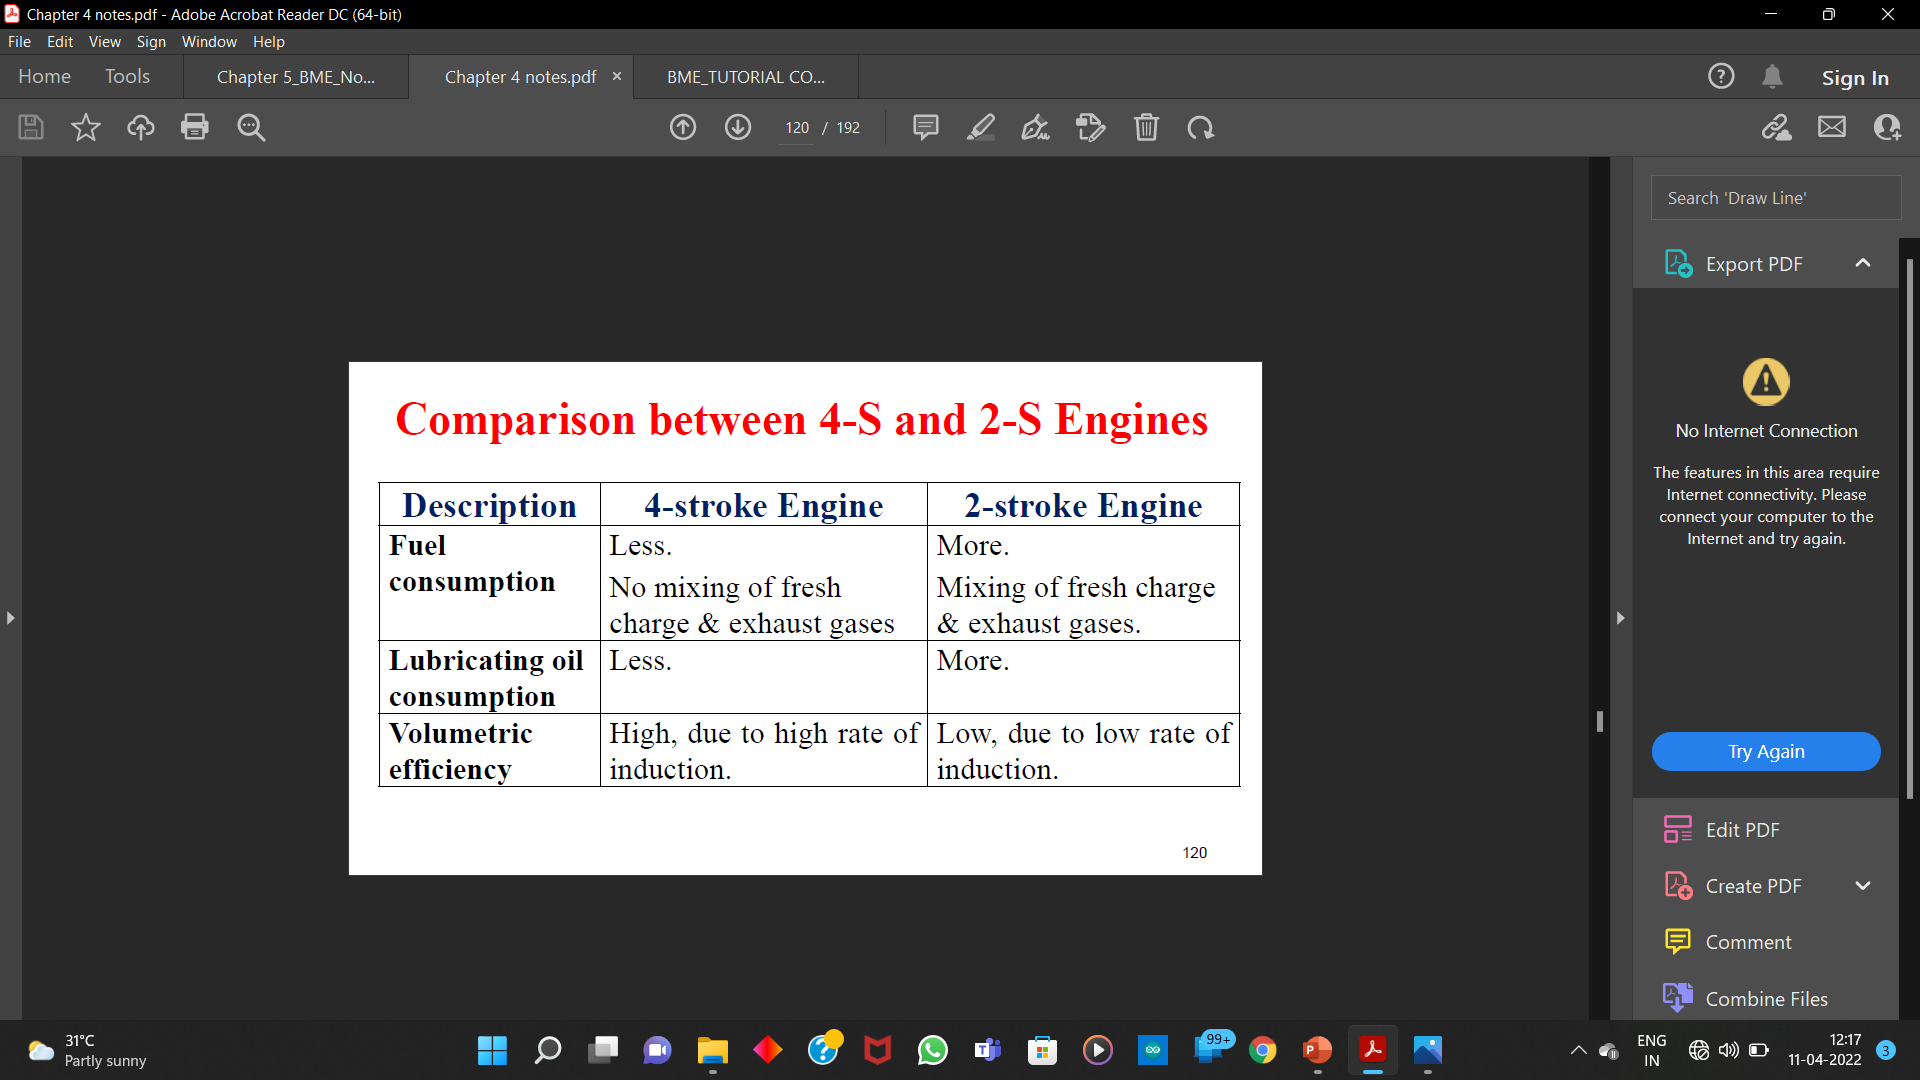 Chapter 4 notes.pdf - Adobe Acrobat Reader DC (64-bit)
File Edit View Sign Window Help
Home Tools Chapter 5_BME_No... Chapter 4 notes.pdf × BME_TUTORIAL CO... Sign In
120 / 192
Search 'Draw Line'
Export PDF
No Internet Connection
The features in this area require
Internet connectivity. Please
connect your computer to the
Internet and try again.
Try Again
Edit PDF
Create PDF
Comment
Combine Files
Comparison between 4-S and 2-S Engines
Description 4-stroke Engine 2-stroke Engine
Fuel Less. More.
consumption No mixing of fresh Mixing of fresh charge
charge & exhaust gases & exhaust gases.
Lubricating oil Less. More.
consumption
Volumetric High, due to high rate of Low, due to low rate of
efficiency induction. induction.
120
31°C
Partly sunny
99+
ENG
IN
12:17
11-04-2022
3